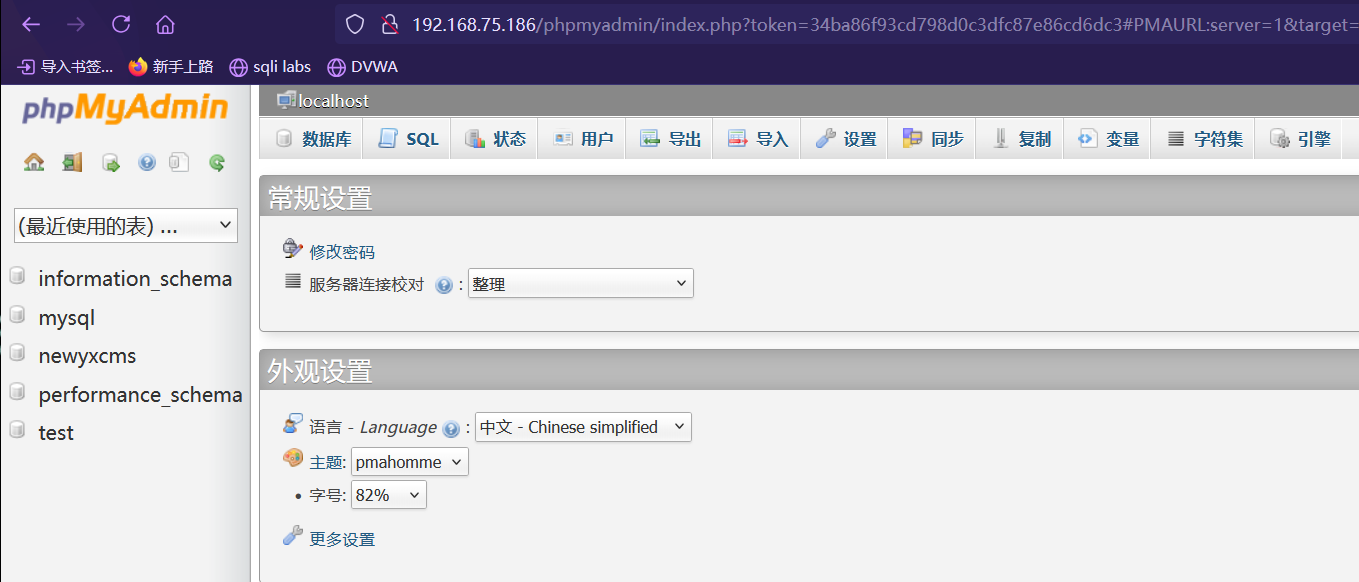 192.168.75.186/phpmyadmin/index.php?token=34ba86f93cd798d0c3dfc87e86cd6dc3#PMAURL:server=1&target=
导入书签... 新手上路 sqli labs DVWA
phpMyAdmin
(最近使用的表) ...
information_schema
mysql
newyxcms
performance_schema
test
localhost
数据库 SQL 状态 用户 导出 导入 设置 同步 复制 变量 字符集 引擎
常规设置
修改密码
服务器连接校对 : 整理
外观设置
语言 - Language : 中文 - Chinese simplified
主题: pmahomme
• 字号: 82%
更多设置